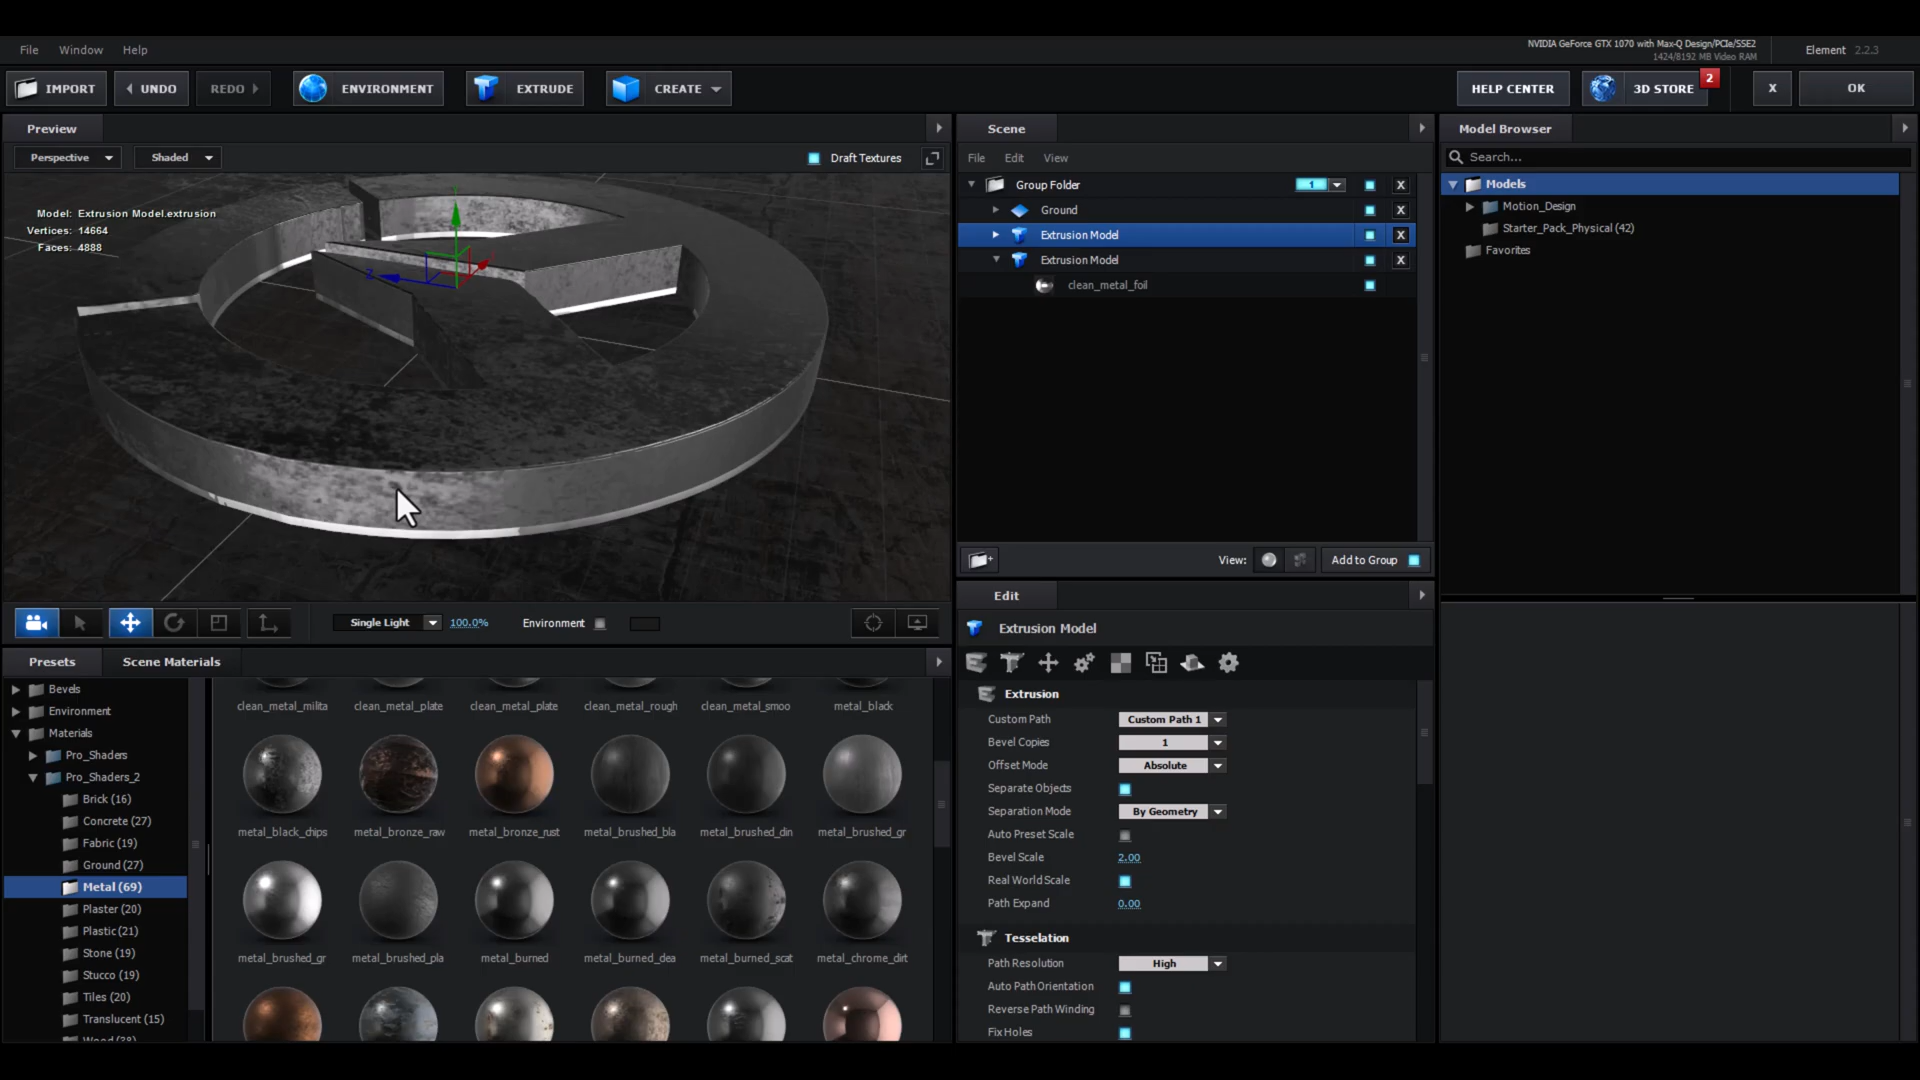 File Window Help
NVIDIA GeForce GTX 1070 with Max-Q Design/PCIe/SSE2
1424/8192 MB Video RAM
Element 2.2.3
IMPORT UNDO REDO ENVIRONMENT EXTRUDE CREATE HELP CENTER 3D STORE 2 X OK
Preview
Perspective Shaded Draft Textures
Model: Extrusion Model.extrusion
Vertices: 14664
Faces: 4888
Y
Z
Single Light 100.0% Environment
Presets Scene Materials
Bevels
Environment
Materials
Pro_Shaders
Pro_Shaders_2
Brick (16)
Concrete (27)
Fabric (19)
Ground (27)
Metal (69)
Plaster (20)
Plastic (21)
Stone (19)
Stucco (19)
Tiles (20)
Translucent (15)
Wood (38)
clean_metal_milita clean_metal_plate clean_metal_plate clean_metal_rough clean_metal_smoo metal_black
metal_black_chips metal_bronze_raw metal_bronze_rust metal_brushed_bla metal_brushed_din metal_brushed_gr
metal_brushed_gr metal_brushed_pla metal_burned metal_burned_dea metal_burned_scat metal_chrome_dirt
Scene
File Edit View
Group Folder 1 X
Ground X
Extrusion Model X
Extrusion Model X
clean_metal_foil
View: Add to Group
Edit
Extrusion Model
Extrusion
Custom Path Custom Path 1
Bevel Copies 1
Offset Mode Absolute
Separate Objects
Separation Mode By Geometry
Auto Preset Scale
Bevel Scale 2.00
Real World Scale
Path Expand 0.00
Tesselation
Path Resolution High
Auto Path Orientation
Reverse Path Winding
Fix Holes
Model Browser
Search...
Models
Motion_Design
Starter_Pack_Physical (42)
Favorites